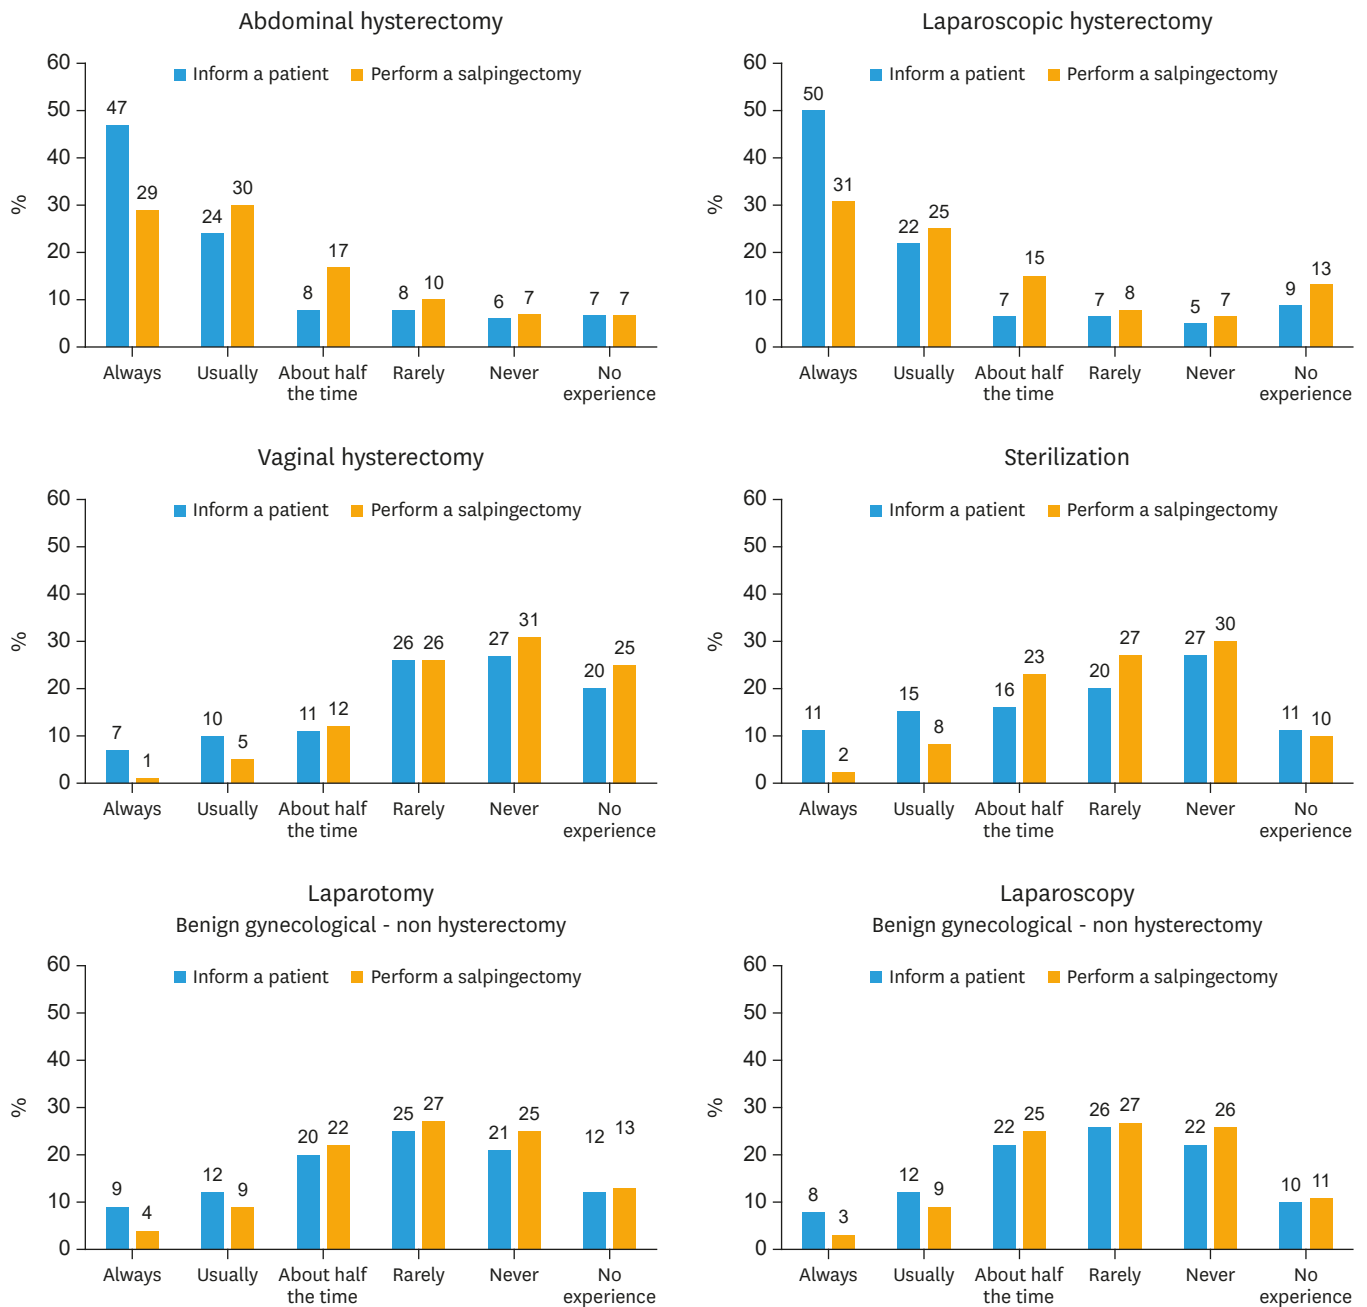 Abdominal hysterectomy
60
50
40
30
20
10
0
%
Inform a patient Perform a salpingectomy
47 29 24 30 8 17 8 10 6 7 7 7
Always Usually About half the time Rarely Never No experience
Laparoscopic hysterectomy
60
50
40
30
20
10
0
%
Inform a patient Perform a salpingectomy
50 31 22 25 7 15 7 8 5 7 9 13
Always Usually About half the time Rarely Never No experience
Vaginal hysterectomy
60
50
40
30
20
10
0
%
Inform a patient Perform a salpingectomy
7 1 10 5 11 12 26 26 27 31 20 25
Always Usually About half the time Rarely Never No experience
Sterilization
60
50
40
30
20
10
0
%
Inform a patient Perform a salpingectomy
11 2 15 8 16 23 20 27 27 30 11 10
Always Usually About half the time Rarely Never No experience
Laparotomy
Benign gynecological - non hysterectomy
60
50
40
30
20
10
0
%
Inform a patient Perform a salpingectomy
9 4 12 9 20 22 25 27 21 25 12 13
Always Usually About half the time Rarely Never No experience
Laparoscopy
Benign gynecological - non hysterectomy
60
50
40
30
20
10
0
%
Inform a patient Perform a salpingectomy
8 3 12 9 22 25 26 27 22 26 10 11
Always Usually About half the time Rarely Never No experience